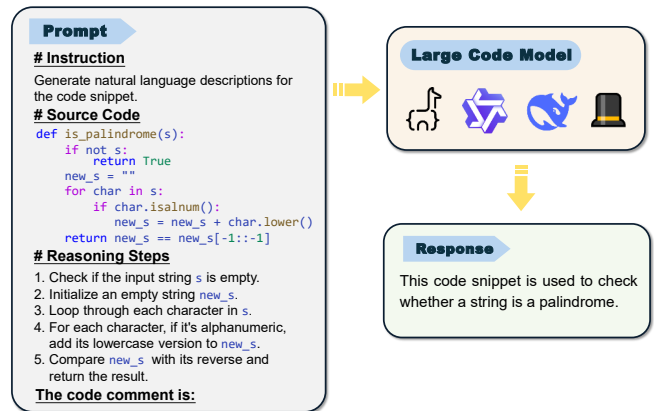 Prompt
# Instruction
Generate natural language descriptions for
the code snippet.
# Source Code
def is_palindrome(s):
    if not s:
        return True
    new_s = ""
    for char in s:
        if char.isalnum():
            new_s = new_s + char.lower()
    return new_s == new_s[-1::-1]
# Reasoning Steps
1. Check if the input string s is empty.
2. Initialize an empty string new_s.
3. Loop through each character in s.
4. For each character, if it's alphanumeric,
add its lowercase version to new_s.
5. Compare new_s with its reverse and
return the result.
The code comment is:
Large Code Model
{}
Response
This code snippet is used to check
whether a string is a palindrome.